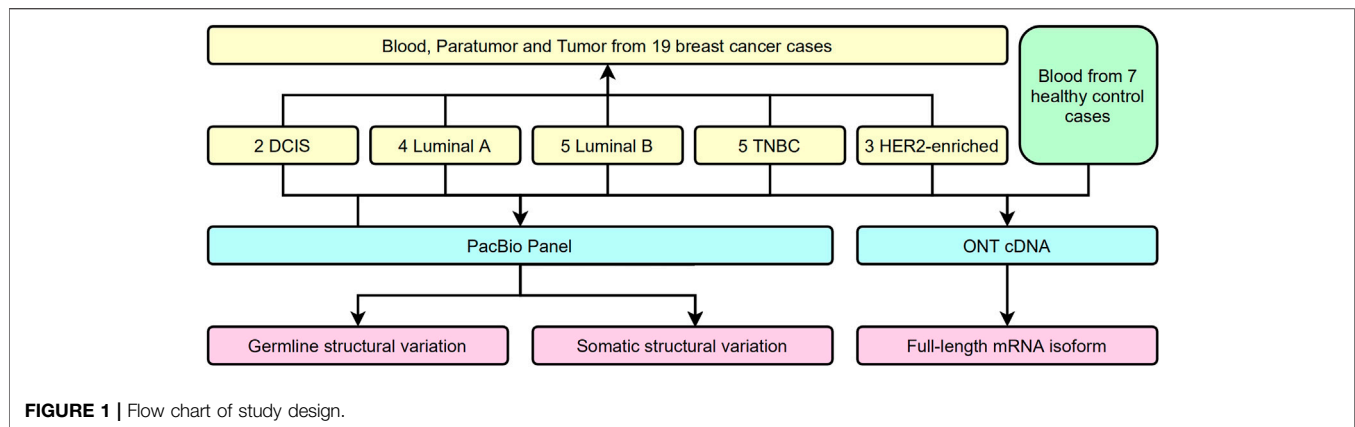 Blood, Paratumor and Tumor from 19 breast cancer cases
Blood from 7
healthy control
cases
2 DCIS
4 Luminal A
5 Luminal B
5 TNBC
3 HER2-enriched
PacBio Panel
ONT cDNA
Germline structural variation
Somatic structural variation
Full-length mRNA isoform
FIGURE 1 | Flow chart of study design.